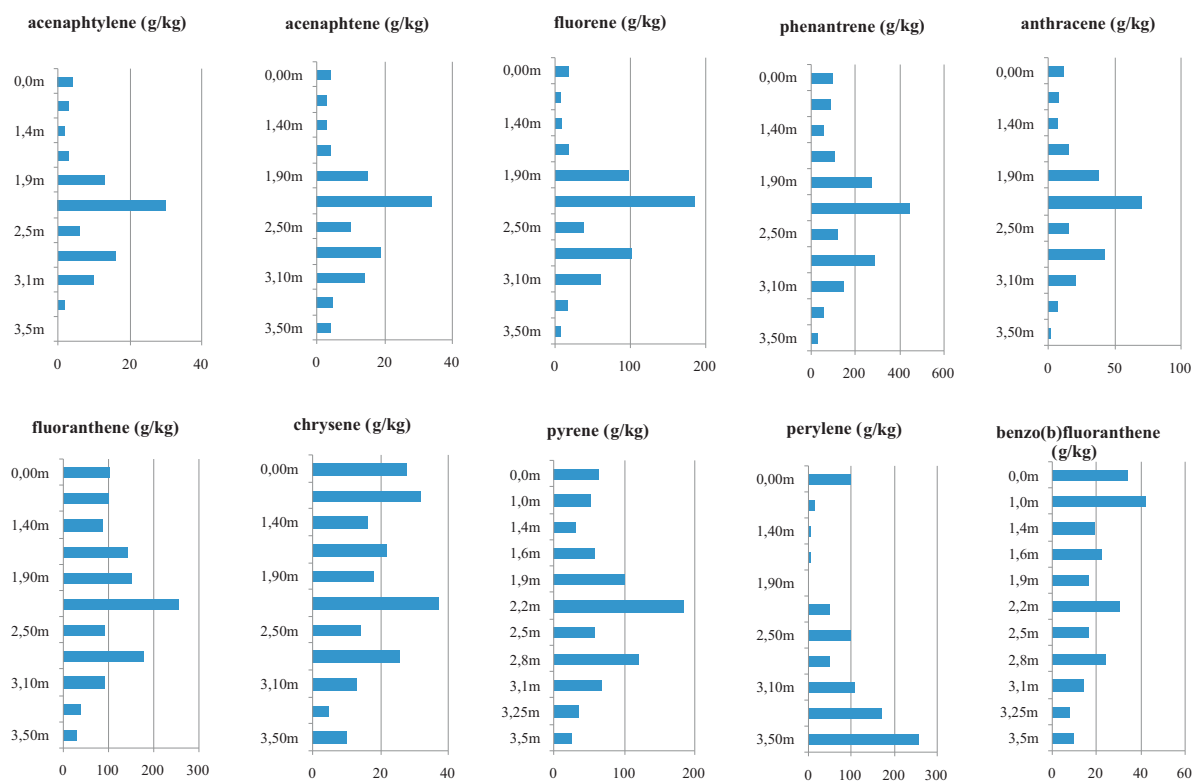 acenaphtylene (g/kg)
0,0m
1,4m
1,9m
2,5m
3,1m
3,5m
0 20 40
acenaphtene (g/kg)
0,00m
1,40m
1,90m
2,50m
3,10m
3,50m
0 20 40
fluorene (g/kg)
0,00m
1,40m
1,90m
2,50m
3,10m
3,50m
0 100 200
phenantrene (g/kg)
0,00m
1,40m
1,90m
2,50m
3,10m
3,50m
0 200 400 600
anthracene (g/kg)
0,00m
1,40m
1,90m
2,50m
3,10m
3,50m
0 50 100
fluoranthene (g/kg)
0,00m
1,40m
1,90m
2,50m
3,10m
3,50m
0 100 200 300
chrysene (g/kg)
0,00m
1,40m
1,90m
2,50m
3,10m
3,50m
0 20 40
pyrene (g/kg)
0,0m
1,0m
1,4m
1,6m
1,9m
2,2m
2,5m
2,8m
3,1m
3,25m
3,5m
0 100 200
perylene (g/kg)
0,00m
1,40m
1,90m
2,50m
3,10m
3,50m
0 100 200 300
benzo(b)fluoranthene
(g/kg)
0,0m
1,0m
1,4m
1,6m
1,9m
2,2m
2,5m
2,8m
3,1m
3,25m
3,5m
0 20 40 60